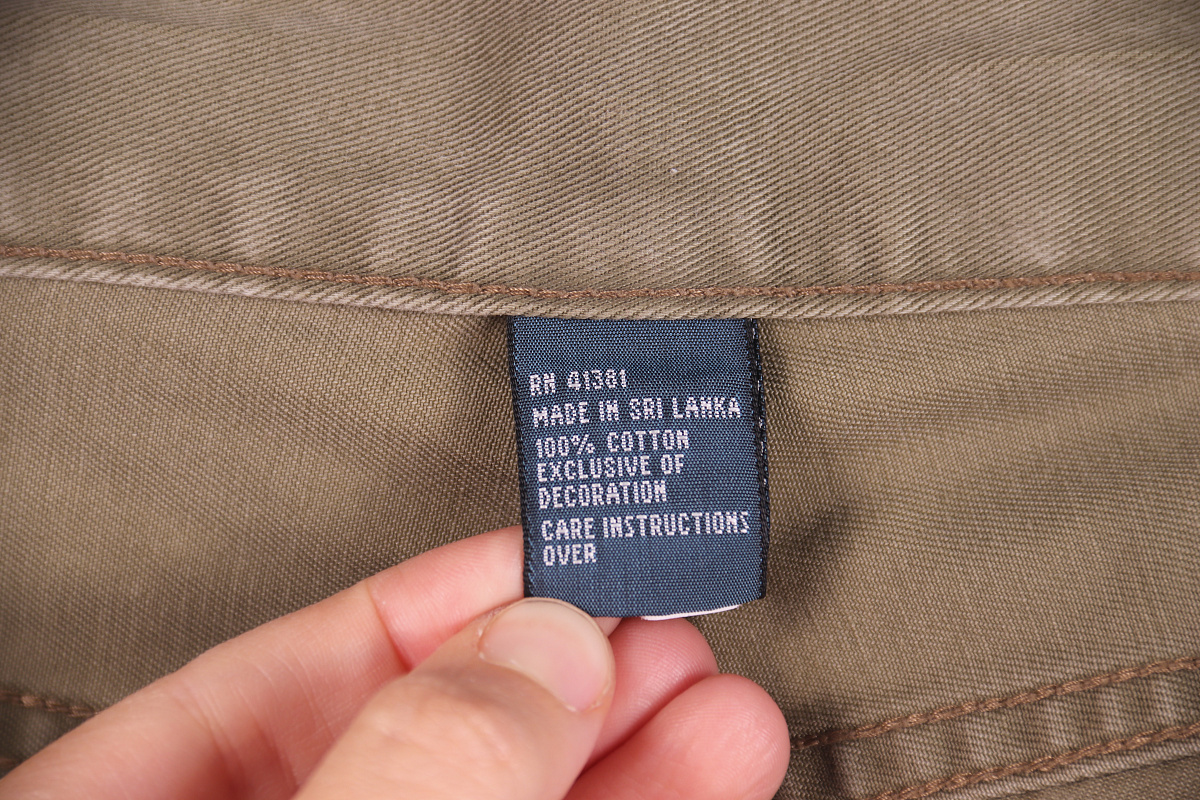 RN 41381
MADE IN SRI LANKA
100% COTTON
EXCLUSIVE OF
DECORATION
CARE INSTRUCTIONS
OVER